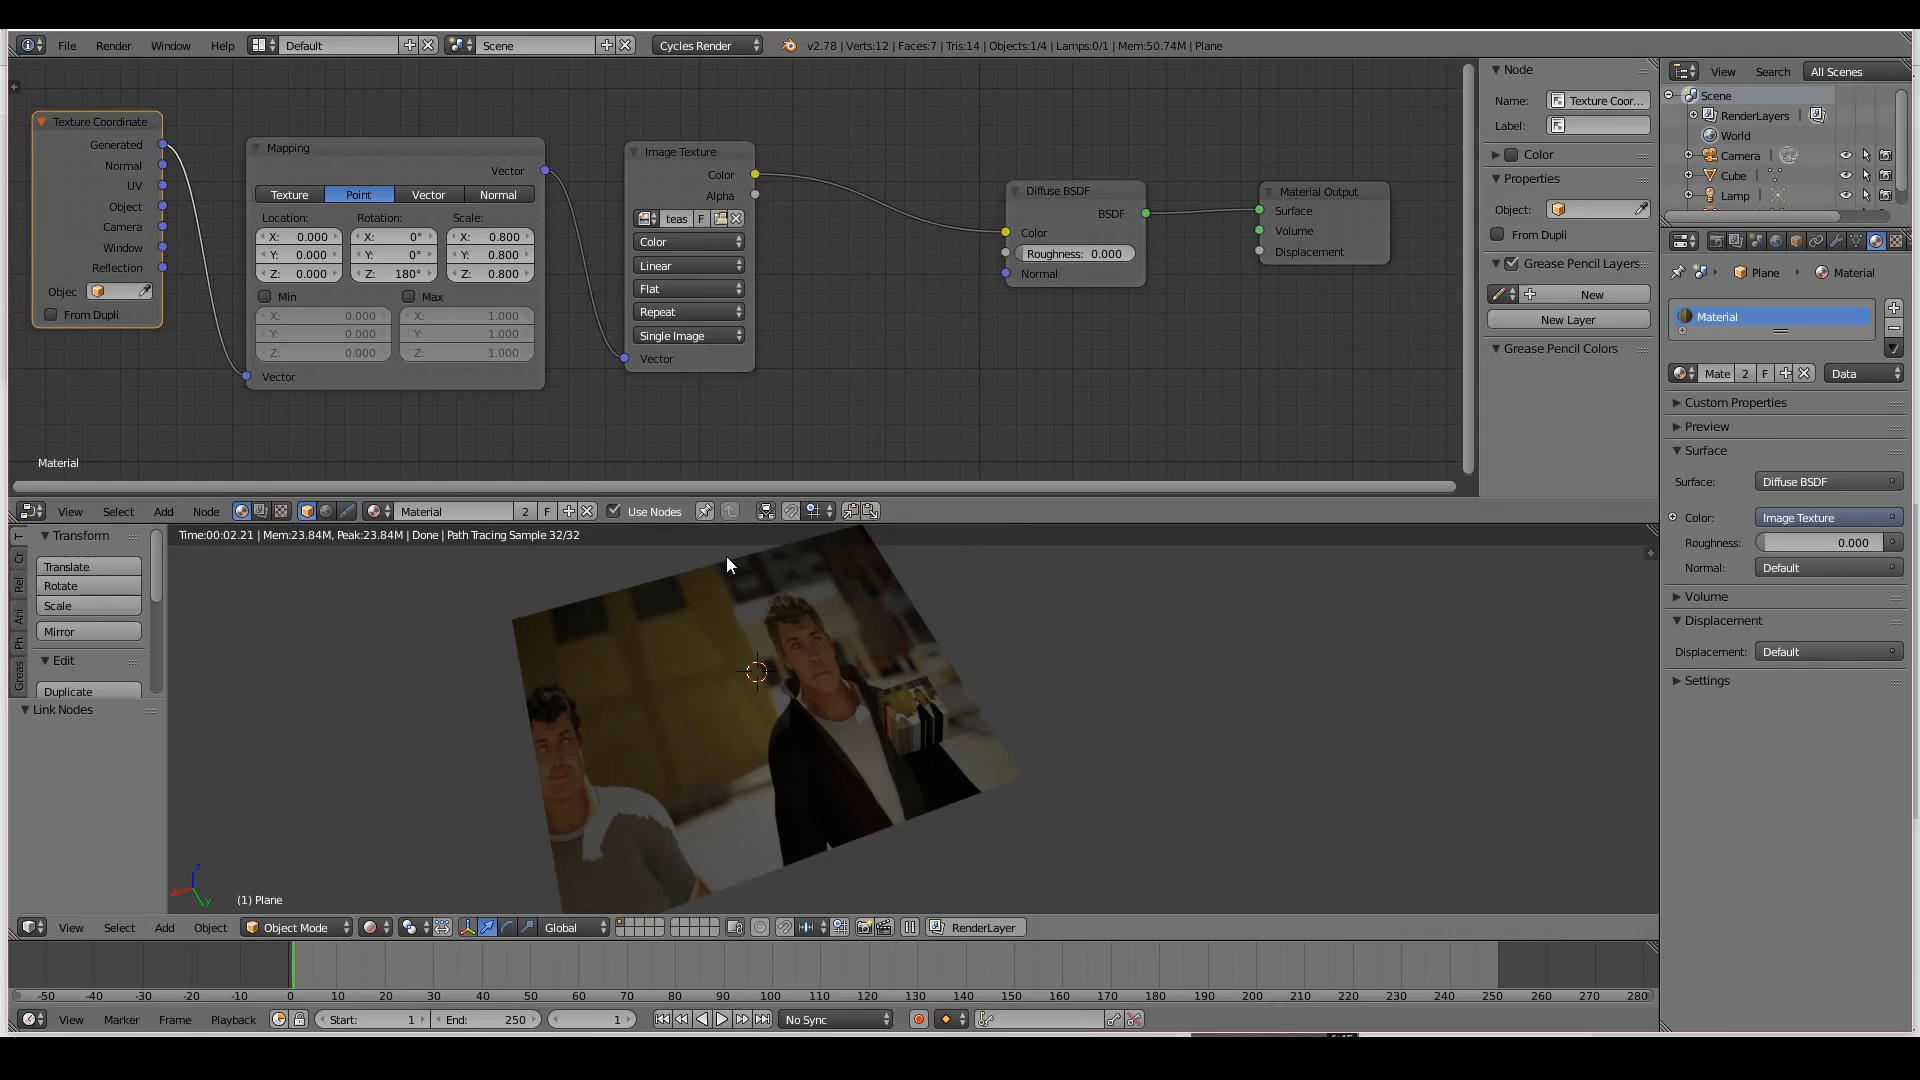 File Render Window Help Default Scene Cycles Render v2.78 | Verts:12 | Faces:7 | Tris:14 | Objects:1/4 | Lamps:0/1 | Mem:50.74M | Plane
Texture Coordinate
Generated
Normal
UV
Object
Camera
Window
Reflection
Objec
From Dupli
Mapping
Vector
Texture Point Vector Normal
Location: Rotation: Scale:
X: 0.000 X: 0° X: 0.800
Y: 0.000 Y: 0° Y: 0.800
Z: 0.000 Z: 180° Z: 0.800
Min Max
X: 0.000 X: 1.000
Y: 0.000 Y: 1.000
Z: 0.000 Z: 1.000
Vector
Image Texture
Color
Alpha
teas F
Color
Linear
Flat
Repeat
Single Image
Vector
Diffuse BSDF
BSDF
Color
Roughness: 0.000
Normal
Material Output
Surface
Volume
Displacement
Material
Node
Name: Texture Coor...
Label:
Color
Properties
Object:
From Dupli
Grease Pencil Layers
New
New Layer
Grease Pencil Colors
View Search All Scenes
Scene
RenderLayers
World
Camera
Cube
Lamp
Plane Material
Material
Mate 2 F Data
Custom Properties
Preview
Surface
Surface: Diffuse BSDF
Color: Image Texture
Roughness: 0.000
Normal: Default
Volume
Displacement
Displacement: Default
Settings
View Select Add Node Material 2 F Use Nodes
Transform
Translate
Rotate
Scale
Mirror
Edit
Duplicate
Link Nodes
T
Cr
Rel
Ani
Ph
Greas
Time:00:02.21 | Mem:23.84M, Peak:23.84M | Done | Path Tracing Sample 32/32
z
y
(1) Plane
View Select Add Object Object Mode Global RenderLayer
-50 -40 -30 -20 -10 0 10 20 30 40 50 60 70 80 90 100 110 120 130 140 150 160 170 180 190 200 210 220 230 240 250 260 270 280
View Marker Frame Playback Start: 1 End: 250 1 No Sync